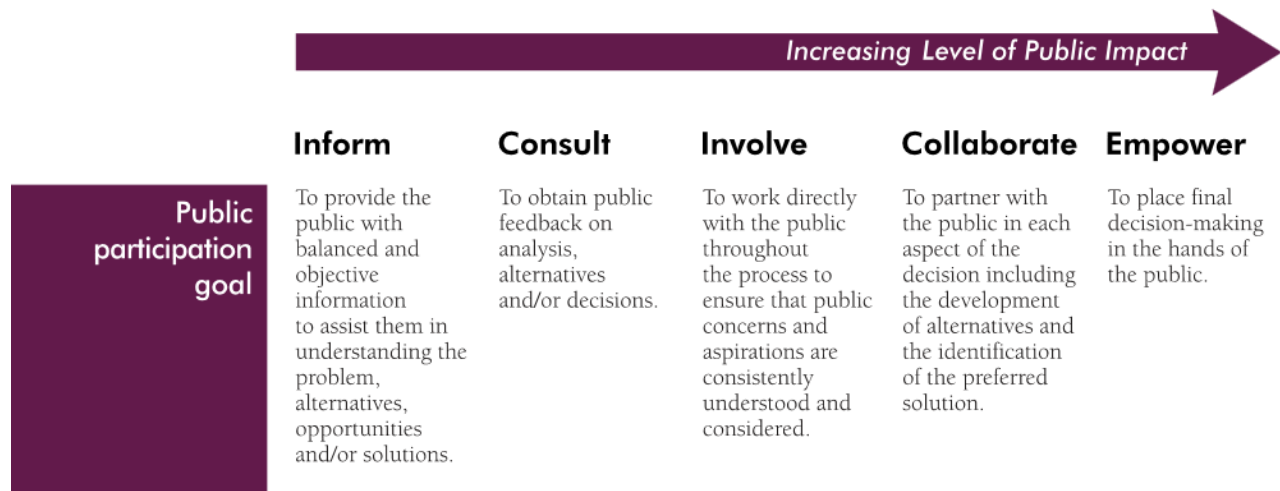 Increasing Level of Public Impact
Inform
Consult
Involve
Collaborate
Empower
Public
participation
goal
To provide the
public with
balanced and
objective
information
to assist them in
understanding the
problem,
alternatives,
opportunities
and/or solutions.
To obtain public
feedback on
analysis,
alternatives
and/or decisions.
To work directly
with the public
throughout
the process to
ensure that public
concerns and
aspirations are
consistently
understood and
considered.
To partner with
the public in each
aspect of the
decision including
the development
of alternatives and
the identification
of the preferred
solution.
To place final
decision-making
in the hands of
the public.